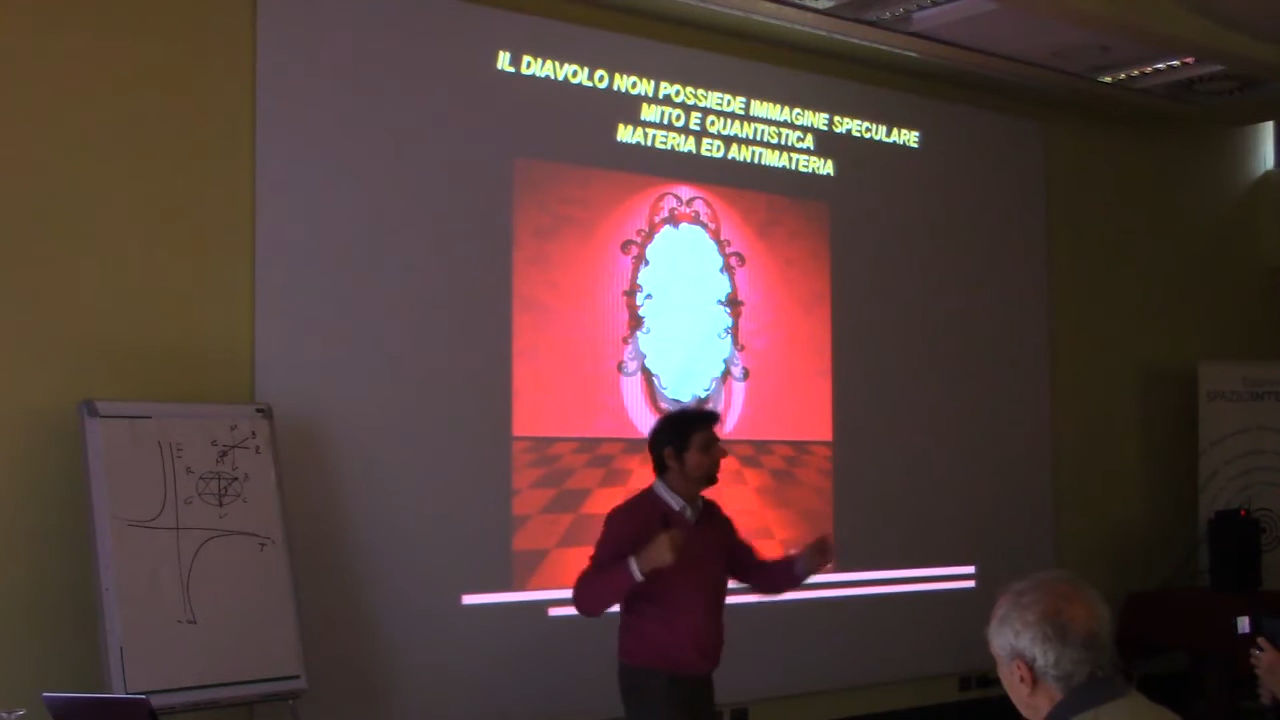 IL DIAVOLO NON POSSIEDE IMMAGINE SPECULARE
MITO E QUANTISTICA
MATERIA ED ANTIMATERIA